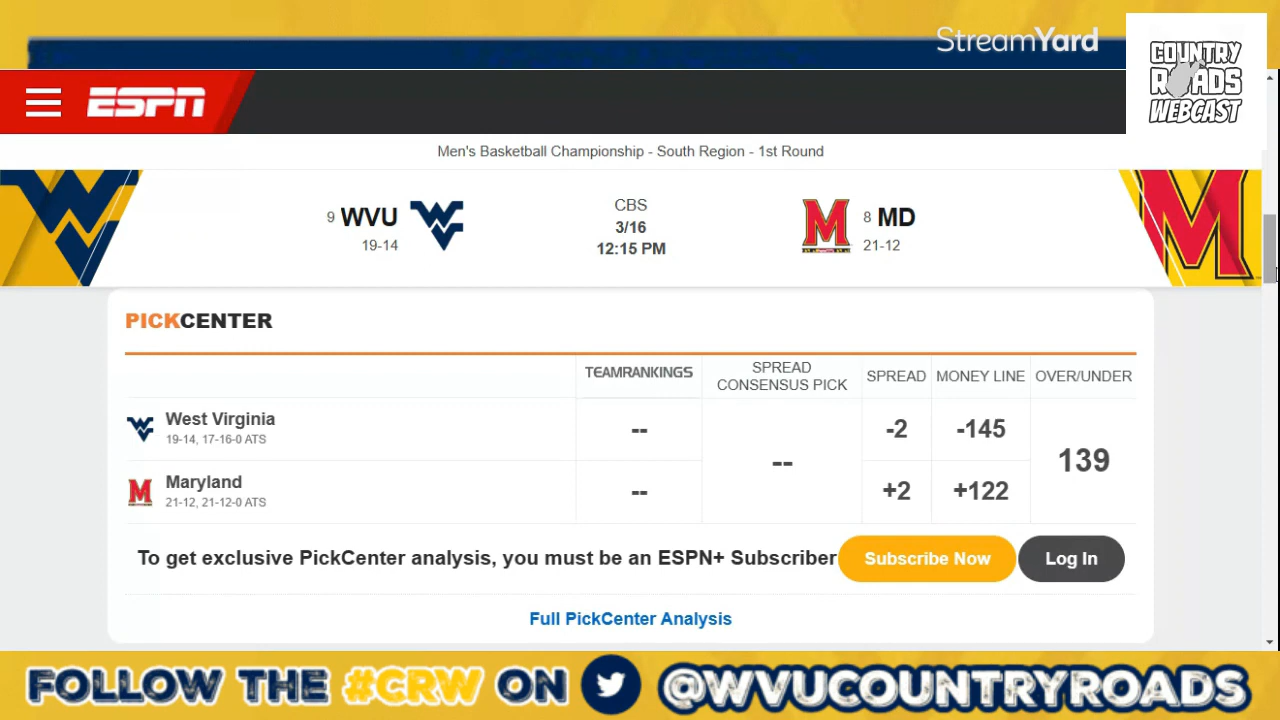 StreamYard
COUNTRY
ROADS
WEBCAST
ESPN
Men's Basketball Championship - South Region - 1st Round
9 WVU
19-14
CBS
3/16
12:15 PM
8 MD
21-12
PICKCENTER
TEAMRANKINGS
SPREAD
CONSENSUS PICK
SPREAD
MONEY LINE
OVER/UNDER
West Virginia
19-14, 17-16-0 ATS
--
--
-2
-145
139
Maryland
21-12, 21-12-0 ATS
--
+2
+122
To get exclusive PickCenter analysis, you must be an ESPN+ Subscriber
Subscribe Now
Log In
Full PickCenter Analysis
FOLLOW THE #CRW ON @WVUCOUNTRYROADS